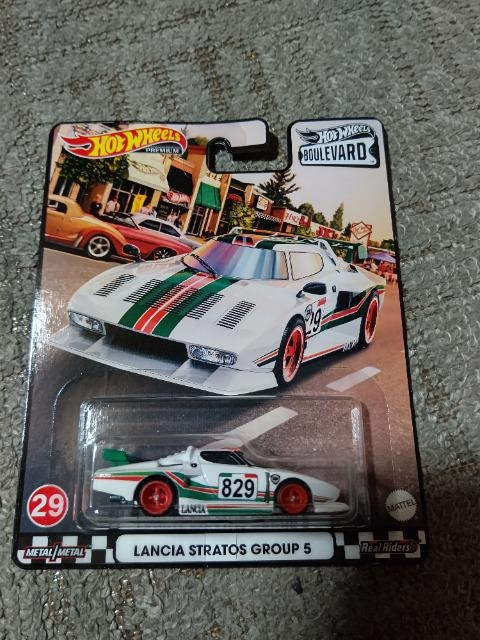 Hot Wheels
PREMIUM
Hot Wheels
BOULEVARD
29
829
LANCIA
29
MATTEL
METAL/METAL
LANCIA STRATOS GROUP 5
Real Riders